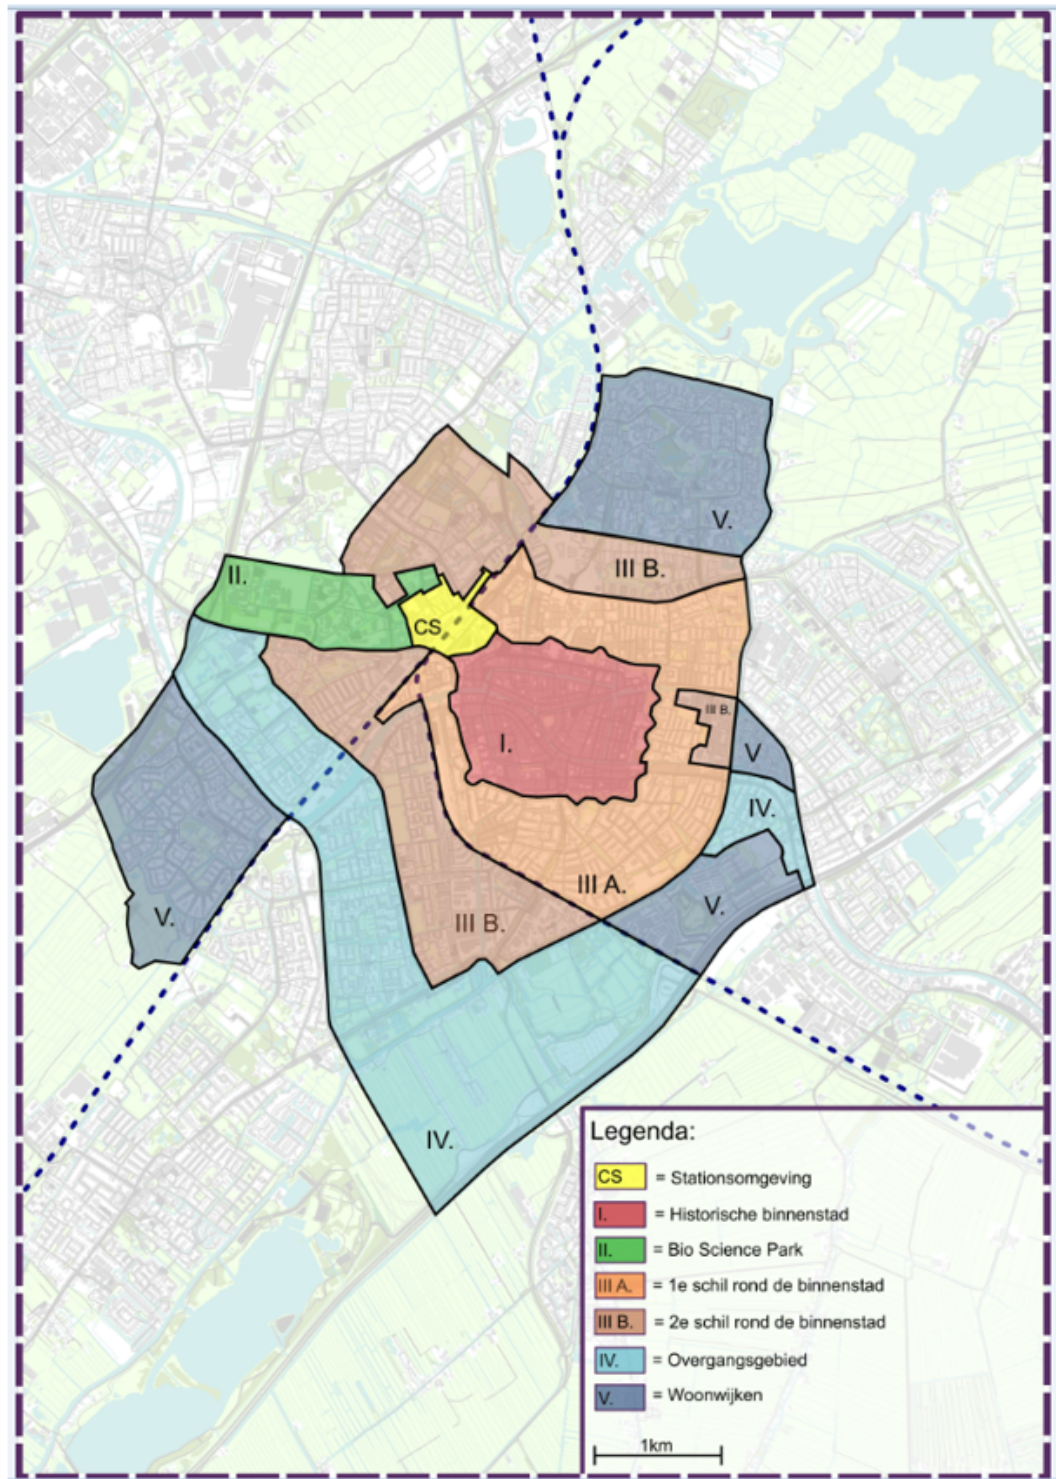 V.
III B.
II.
CS
III B.
I.
V
IV.
III A.
V.
V.
III B.
IV.
Legenda:
CS = Stationsomgeving
I. = Historische binnenstad
II. = Bio Science Park
III A. = 1e schil rond de binnenstad
III B. = 2e schil rond de binnenstad
IV. = Overgangsgebied
V. = Woonwijken
1km